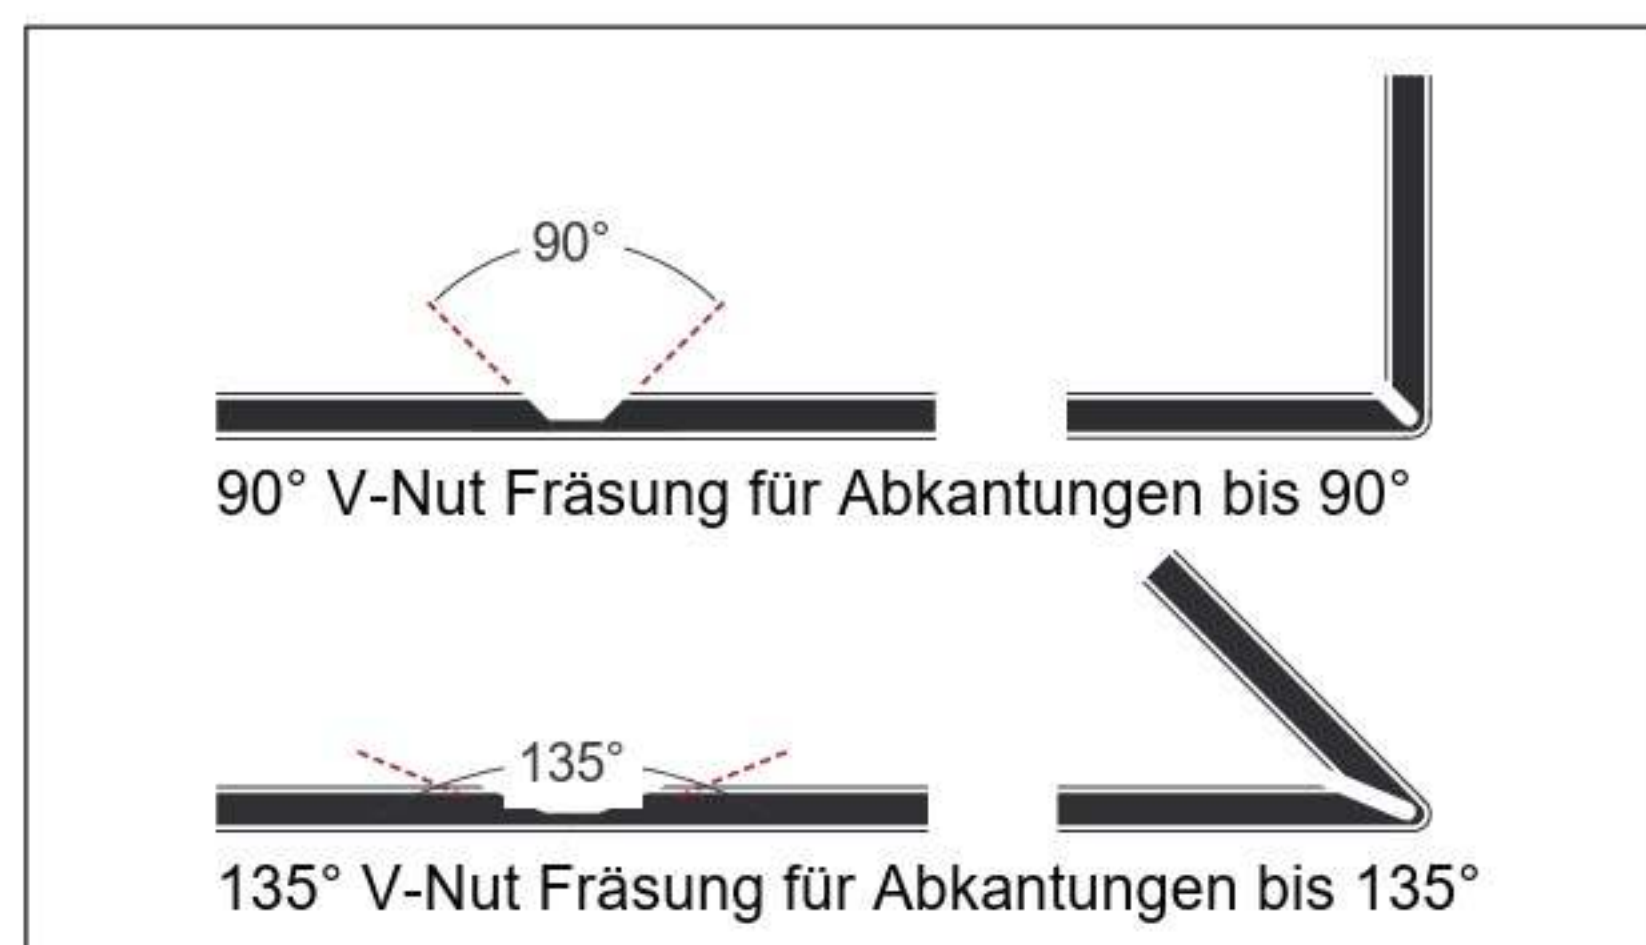 90°
90° V-Nut Fräsung für Abkantungen bis 90°
135°
135° V-Nut Fräsung für Abkantungen bis 135°